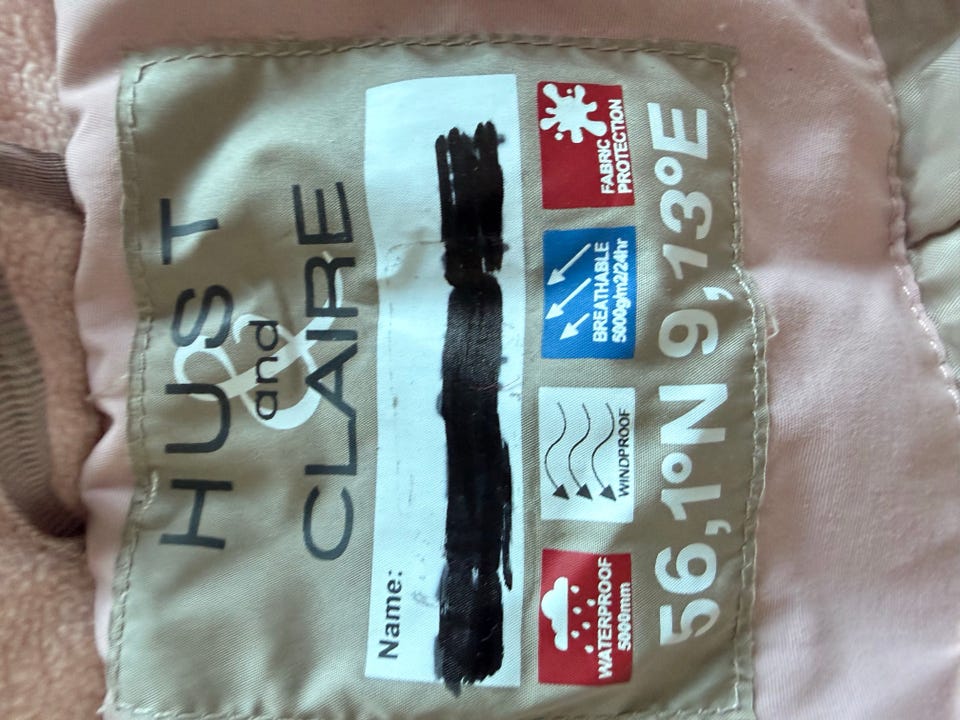 HUST
and
CLAIRE
Name:
WATERPROOF
5000mm
WINDPROOF
BREATHABLE
5000g/m2/24hr
FABRIC
PROTECTION
56,1°N 9,13°E